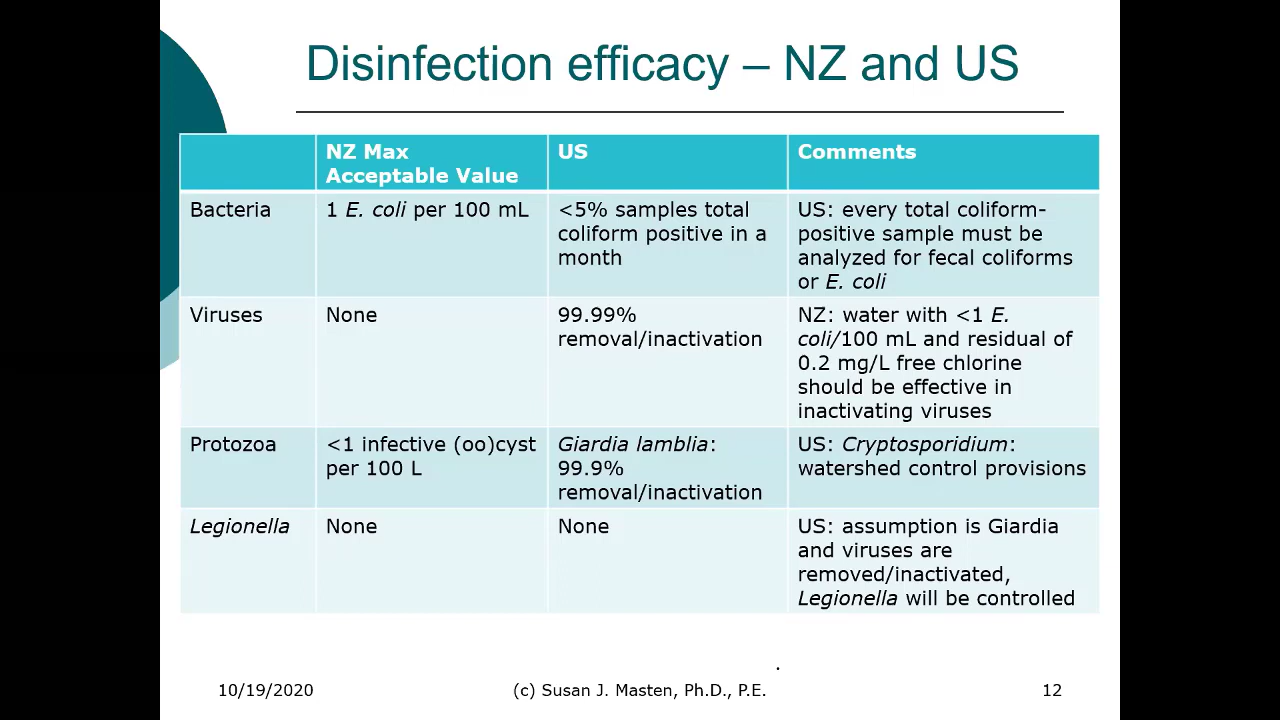 Disinfection efficacy – NZ and US
NZ Max
Acceptable Value
US
Comments
Bacteria
1 E. coli per 100 mL
<5% samples total
coliform positive in a
month
US: every total coliform-
positive sample must be
analyzed for fecal coliforms
or E. coli
Viruses
None
99.99%
removal/inactivation
NZ: water with <1 E.
coli/100 mL and residual of
0.2 mg/L free chlorine
should be effective in
inactivating viruses
Protozoa
<1 infective (oo)cyst
per 100 L
Giardia lamblia:
99.9%
removal/inactivation
US: Cryptosporidium:
watershed control provisions
Legionella
None
None
US: assumption is Giardia
and viruses are
removed/inactivated,
Legionella will be controlled
.
10/19/2020
(c) Susan J. Masten, Ph.D., P.E.
12